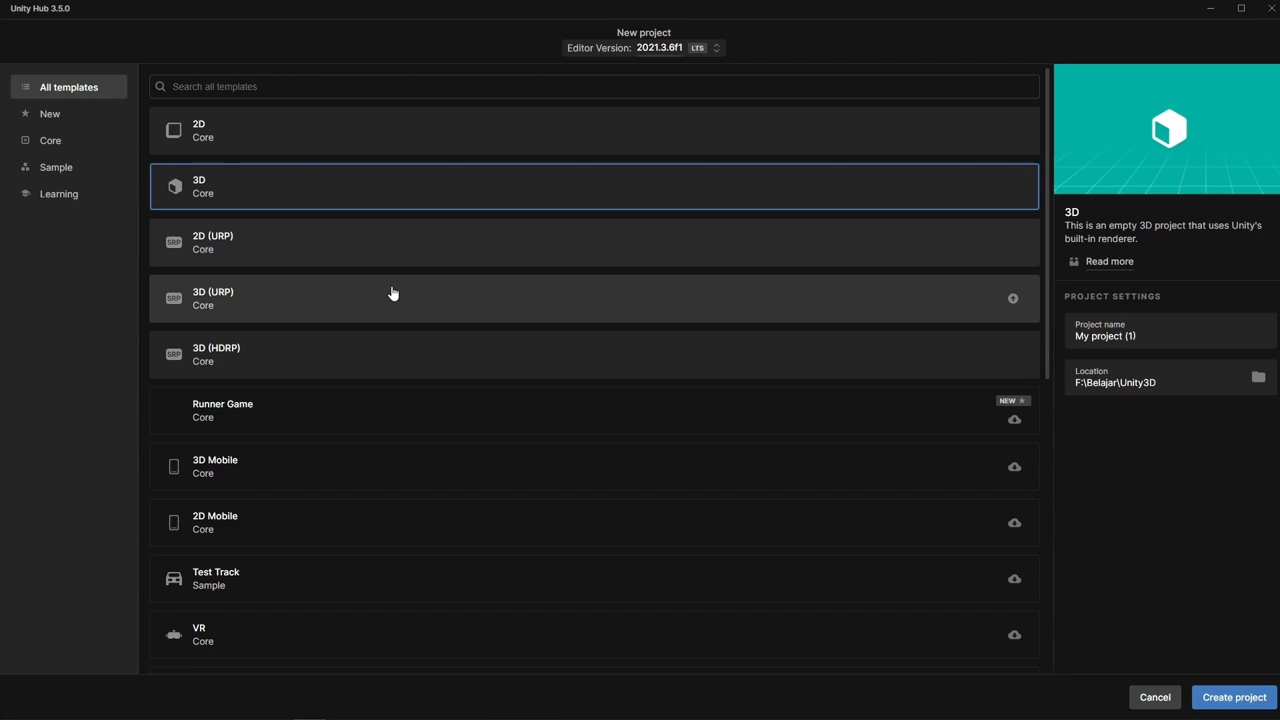 Unity Hub 3.5.0
New project
Editor Version: 2021.3.6f1 LTS
All templates
New
Core
Sample
Learning
Search all templates
2D
Core
3D
Core
SRP
2D (URP)
Core
SRP
3D (URP)
Core
SRP
3D (HDRP)
Core
Runner Game
Core
NEW
3D Mobile
Core
2D Mobile
Core
Test Track
Sample
VR
Core
3D
This is an empty 3D project that uses Unity's
built-in renderer.
Read more
PROJECT SETTINGS
Project name
My project (1)
Location
F:\Belajar\Unity3D
Cancel
Create project